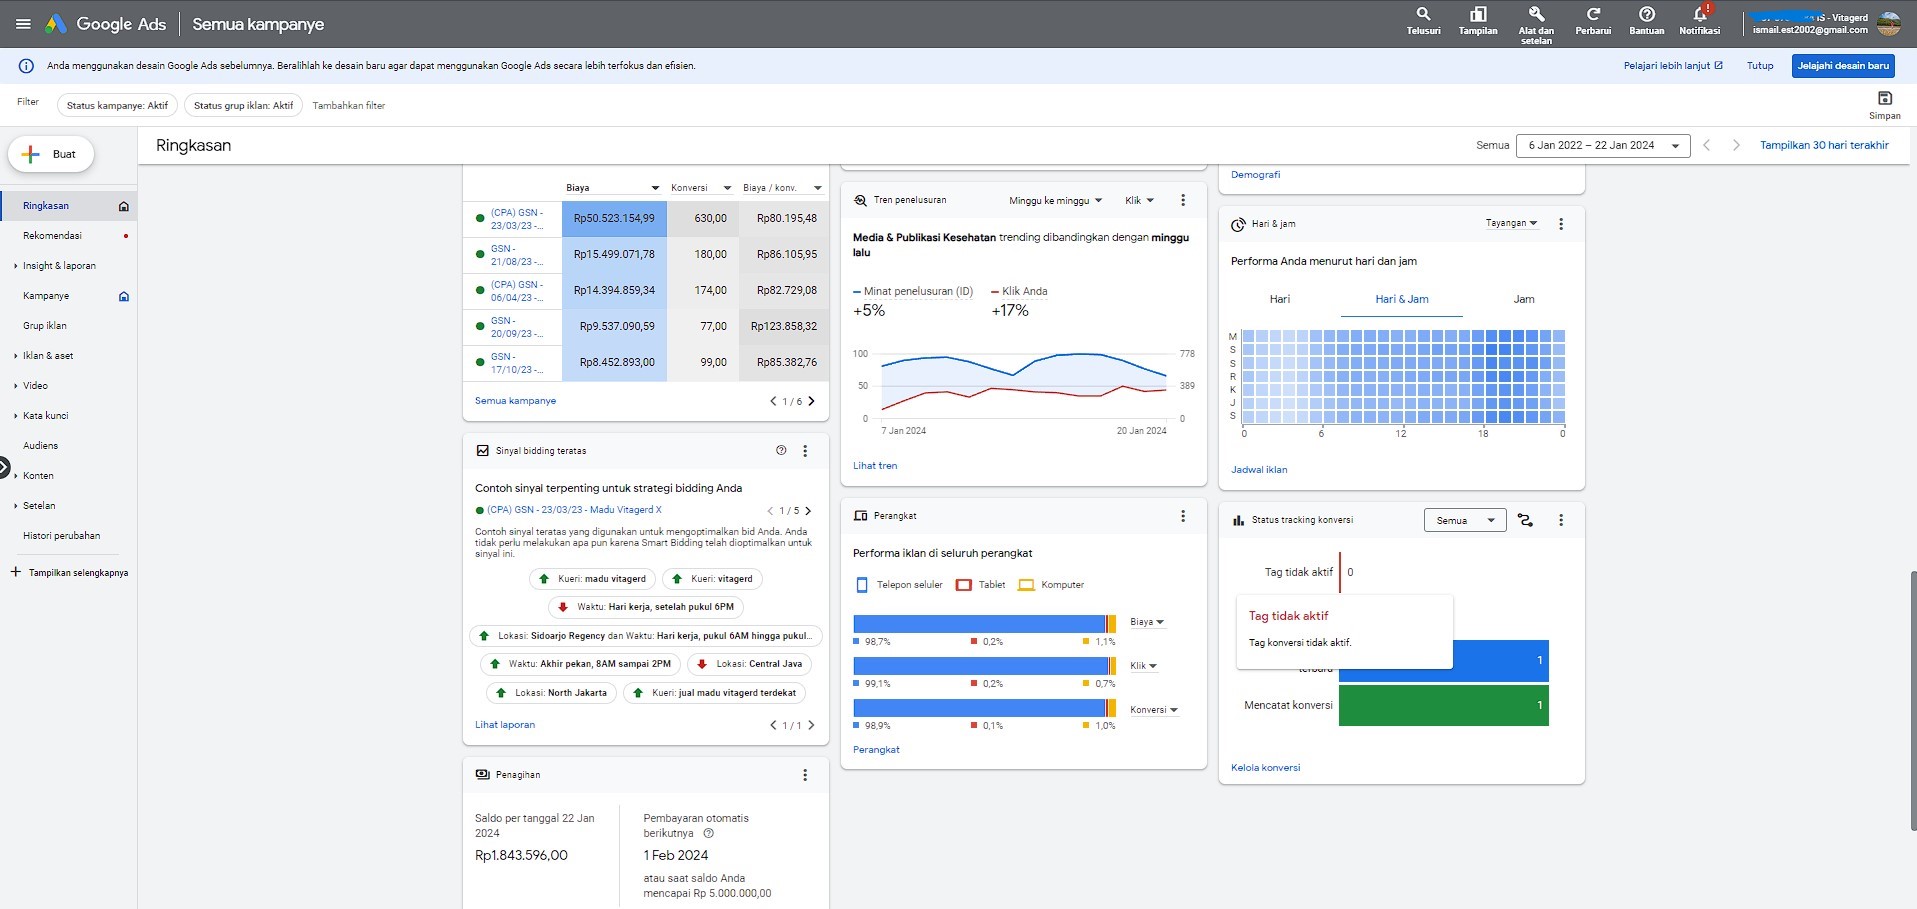 Google Ads
Semua kampanye
Telusuri
Tampilan
Alat dan
setelan
Perbarui
Bantuan
!
Notifikasi
IS - Vitagerd
ismail.est2002@gmail.com
Anda menggunakan desain Google Ads sebelumnya. Beralihlah ke desain baru agar dapat menggunakan Google Ads secara lebih terfokus dan efisien.
Pelajari lebih lanjut
Tutup
Jelajahi desain baru
Filter
Status kampanye: Aktif
Status grup iklan: Aktif
Tambahkan filter
Simpan
Buat
Ringkasan
Semua
6 Jan 2022 – 22 Jan 2024
Tampilkan 30 hari terakhir
Ringkasan
Rekomendasi
Insight & laporan
Kampanye
Grup iklan
Iklan & aset
Video
Kata kunci
Audiens
Konten
Setelan
Histori perubahan
Tampilkan selengkapnya
Biaya
Konversi
Biaya / konv.
(CPA) GSN -
23/03/23 -...
Rp50.523.154,99
630,00
Rp80.195,48
GSN -
21/08/23 -...
Rp15.499.071,78
180,00
Rp86.105,95
(CPA) GSN -
06/04/23 -...
Rp14.394.859,34
174,00
Rp82.729,08
GSN -
20/09/23 -...
Rp9.537.090,59
77,00
Rp123.858,32
GSN -
17/10/23 -...
Rp8.452.893,00
99,00
Rp85.382,76
Semua kampanye
1 / 6
Sinyal bidding teratas
Contoh sinyal terpenting untuk strategi bidding Anda
(CPA) GSN - 23/03/23 - Madu Vitagerd X
1 / 5
Contoh sinyal teratas yang digunakan untuk mengoptimalkan bid Anda. Anda
tidak perlu melakukan apa pun karena Smart Bidding telah dioptimalkan untuk
sinyal ini.
Kueri: madu vitagerd
Kueri: vitagerd
Waktu: Hari kerja, setelah pukul 6PM
Lokasi: Sidoarjo Regency dan Waktu: Hari kerja, pukul 6AM hingga pukul...
Waktu: Akhir pekan, 8AM sampai 2PM
Lokasi: Central Java
Lokasi: North Jakarta
Kueri: jual madu vitagerd terdekat
Lihat laporan
1 / 1
Penagihan
Saldo per tanggal 22 Jan
2024
Rp1.843.596,00
Pembayaran otomatis
berikutnya
1 Feb 2024
atau saat saldo Anda
mencapai Rp 5.000.000,00
Tren penelusuran
Minggu ke minggu
Klik
Media & Publikasi Kesehatan trending dibandingkan dengan minggu
lalu
Minat penelusuran (ID)
+5%
Klik Anda
+17%
100
50
0
778
389
0
7 Jan 2024
20 Jan 2024
Lihat tren
Perangkat
Performa iklan di seluruh perangkat
Telepon seluler
Tablet
Komputer
Biaya
98,7%
0,2%
1,1%
Klik
99,1%
0,2%
0,7%
Konversi
98,9%
0,1%
1,0%
Perangkat
Demografi
Hari & jam
Tayangan
Performa Anda menurut hari dan jam
Hari
Hari & Jam
Jam
M
S
S
R
K
J
S
0
6
12
18
0
Jadwal iklan
Status tracking konversi
Semua
Tag tidak aktif
0
Tag tidak aktif
Tag konversi tidak aktif.
terbaru
1
Mencatat konversi
1
Kelola konversi